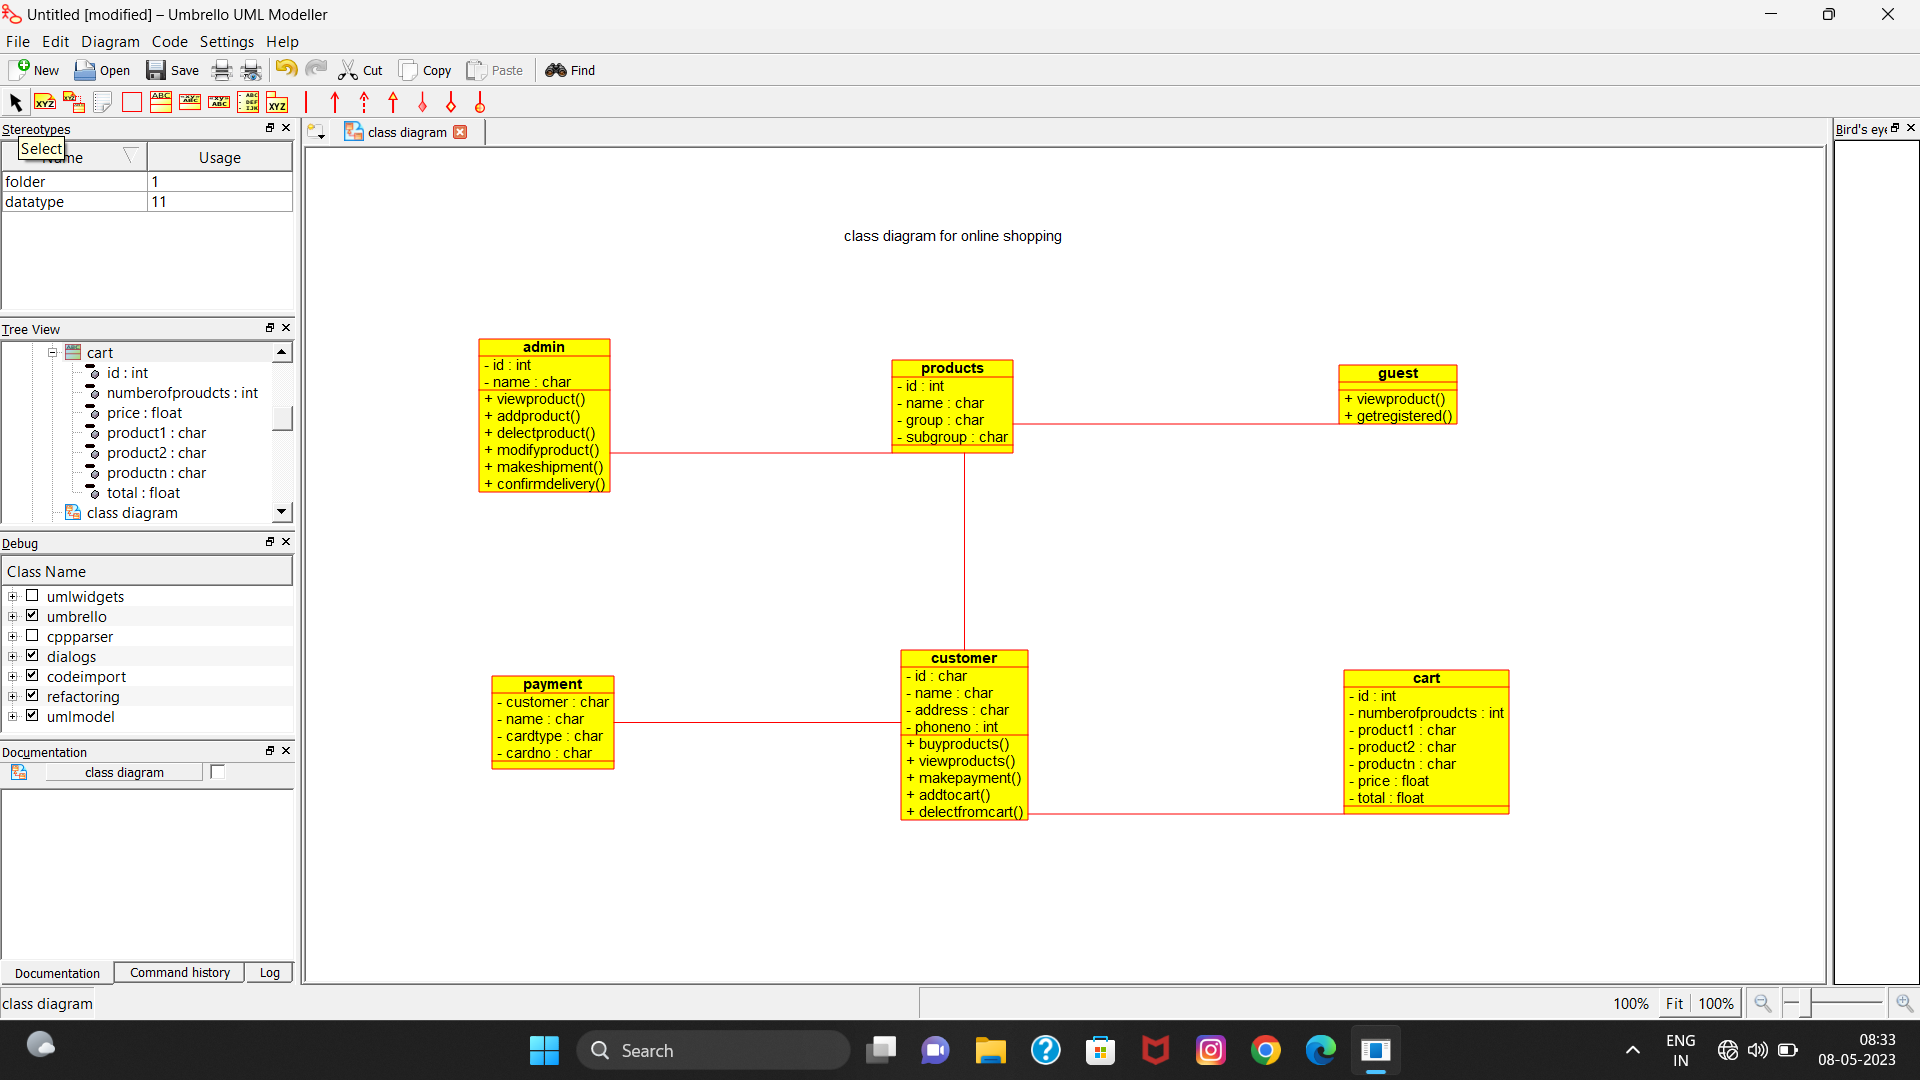 Untitled [modified] – Umbrello UML Modeller
File Edit Diagram Code Settings Help
New Open Save Cut Copy Paste Find
XYZ
Stereotypes
Select
Usage
folder 1
datatype 11
Tree View
cart
id : int
numberofproudcts : int
price : float
product1 : char
product2 : char
productn : char
total : float
class diagram
Debug
Class Name
umlwidgets
umbrello
cppparser
dialogs
codeimport
refactoring
umlmodel
Documentation
class diagram
Documentation Command history Log
class diagram
class diagram
Bird's eye
class diagram for online shopping
admin
- id : int
- name : char
+ viewproduct()
+ addproduct()
+ delectproduct()
+ modifyproduct()
+ makeshipment()
+ confirmdelivery()
products
- id : int
- name : char
- group : char
- subgroup : char
guest
+ viewproduct()
+ getregistered()
payment
- customer : char
- name : char
- cardtype : char
- cardno : char
customer
- id : char
- name : char
- address : char
- phoneno : int
+ buyproducts()
+ viewproducts()
+ makepayment()
+ addtocart()
+ delectfromcart()
cart
- id : int
- numberofproudcts : int
- product1 : char
- product2 : char
- productn : char
- price : float
- total : float
100% Fit 100%
Search
ENG
IN
08:33
08-05-2023